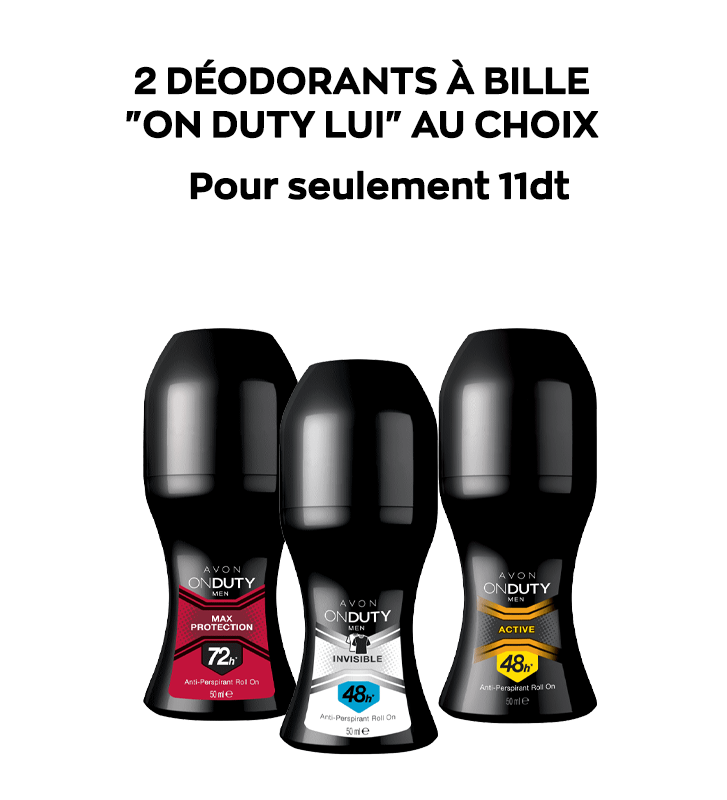 2 DÉODORANTS À BILLE
"ON DUTY LUI" AU CHOIX
Pour seulement 11dt
AVON
ONDUTY
MEN
MAX
PROTECTION
72h*
Anti-Perspirant Roll On
50 ml ℮
AVON
ONDUTY
MEN
INVISIBLE
48h*
Anti-Perspirant Roll On
50 ml ℮
AVON
ONDUTY
MEN
ACTIVE
48h*
Anti-Perspirant Roll On
50 ml ℮